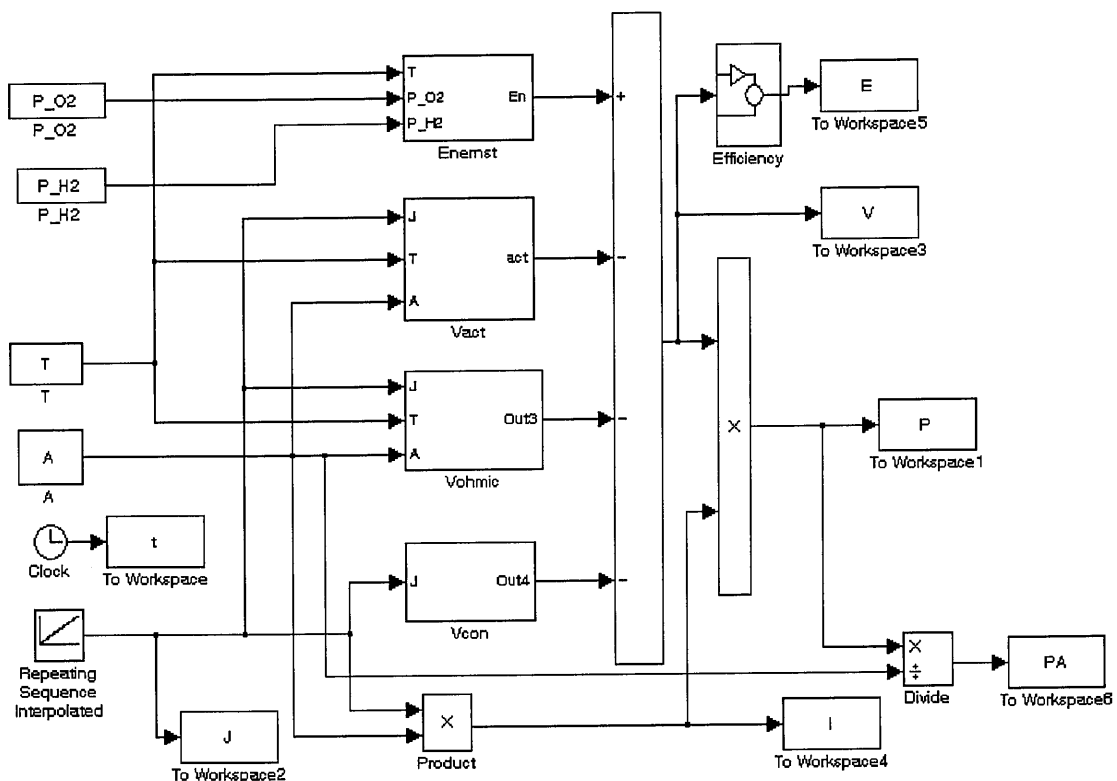 P_O2
P_O2
P_H2
P_H2
T
P_O2
P_H2
En
Enernst
J
T
A
act
Vact
T
T
J
T
A
Out3
Vohmic
A
A
Clock
t
To Workspace
J
Out4
Vcon
Repeating
Sequence
Interpolated
J
To Workspace2
×
Product
+
-
-
-
Efficiency
E
To Workspace5
V
To Workspace3
×
P
To Workspace1
×
÷
Divide
PA
To Workspace6
I
To Workspace4